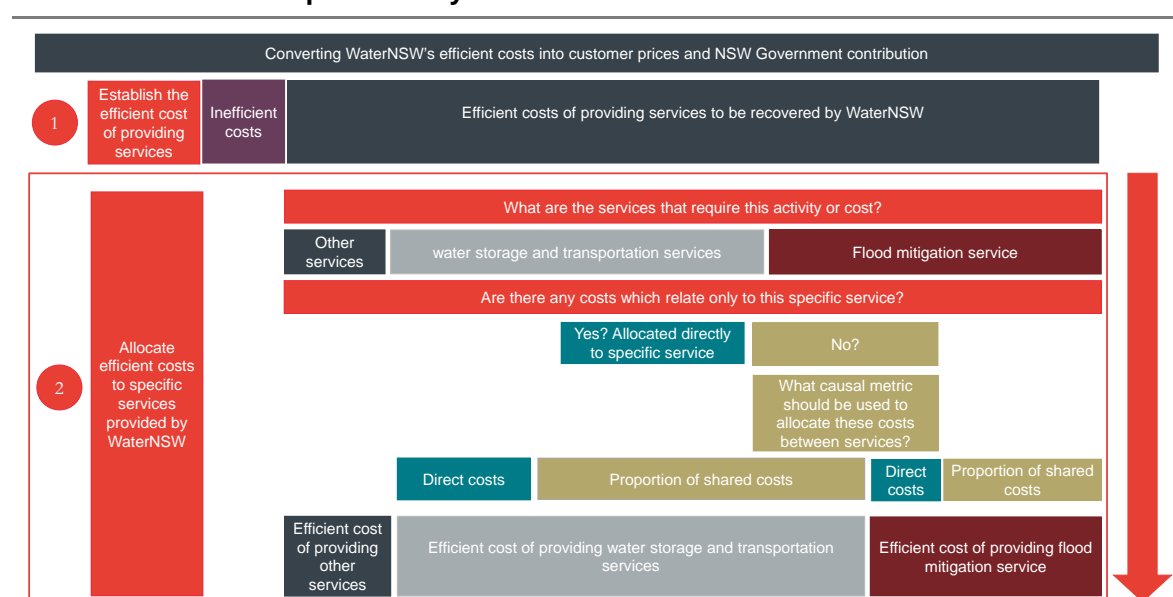 Converting WaterNSW's efficient costs into customer prices and NSW Government contribution
1
Establish the
efficient cost
of providing
services
Inefficient
costs
Efficient costs of providing services to be recovered by WaterNSW
What are the services that require this activity or cost?
Other
services
water storage and transportation services
Flood mitigation service
Are there any costs which relate only to this specific service?
Yes? Allocated directly
to specific service
No?
2
Allocate
efficient costs
to specific
services
provided by
WaterNSW
What causal metric
should be used to
allocate these costs
between services?
Direct costs
Proportion of shared costs
Direct
costs
Proportion of shared
costs
Efficient cost
of providing
other
services
Efficient cost of providing water storage and transportation
services
Efficient cost of providing flood
mitigation service